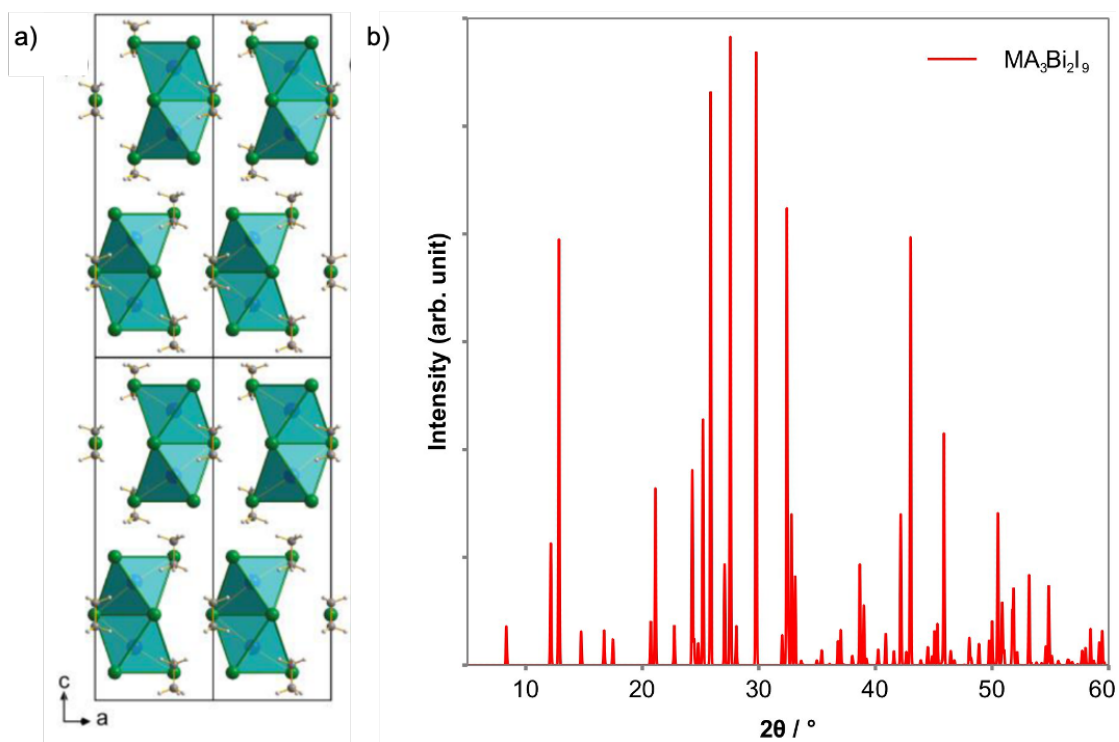 a)
c
a
b)
MA₃Bi₂I₉
Intensity (arb. unit)
10 20 30 40 50 60
2θ / °